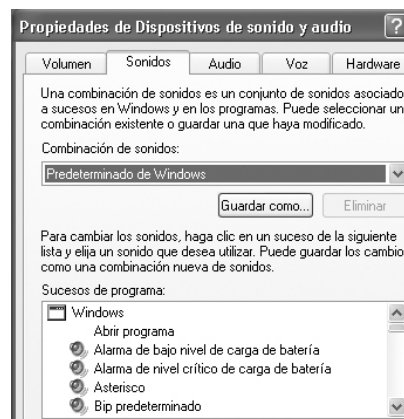 Propiedades de Dispositivos de sonido y audio ?
Volumen Sonidos Audio Voz Hardware
Una combinación de sonidos es un conjunto de sonidos asociado
a sucesos en Windows y en los programas. Puede seleccionar un
combinación existente o guardar una que haya modificado.
Combinación de sonidos:
Predeterminado de Windows
Guardar como... Eliminar
Para cambiar los sonidos, haga clic en un suceso de la siguiente
lista y elija un sonido que desea utilizar. Puede guardar los cambio
como una combinación nueva de sonidos.
Sucesos de programa:
Windows
Abrir programa
Alarma de bajo nivel de carga de batería
Alarma de nivel crítico de carga de batería
Asterisco
Bip predeterminado